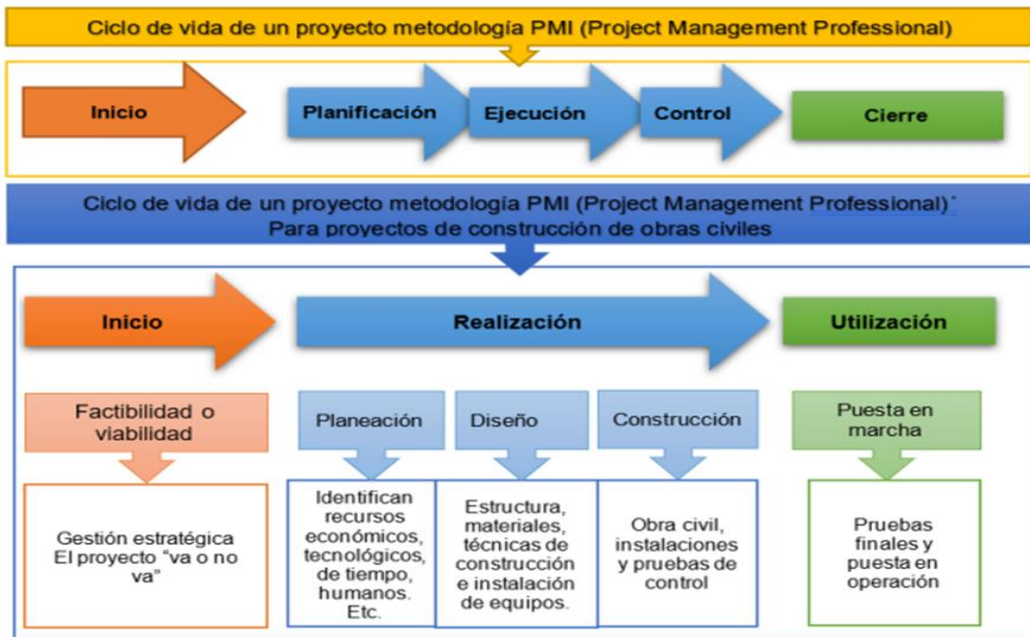 Ciclo de vida de un proyecto metodología PMI (Project Management Professional)
Inicio
Planificación
Ejecución
Control
Cierre
Ciclo de vida de un proyecto metodología PMI (Project Management Professional)*
Para proyectos de construcción de obras civiles
Inicio
Realización
Utilización
Factibilidad o
viabilidad
Planeación
Diseño
Construcción
Puesta en
marcha
Gestión estratégica
El proyecto “va o no
va”
Identifican
recursos
económicos,
tecnológicos,
de tiempo,
humanos.
Etc.
Estructura,
materiales,
técnicas de
construcción
e instalación
de equipos.
Obra civil,
instalaciones
y pruebas de
control
Pruebas
finales y
puesta en
operación